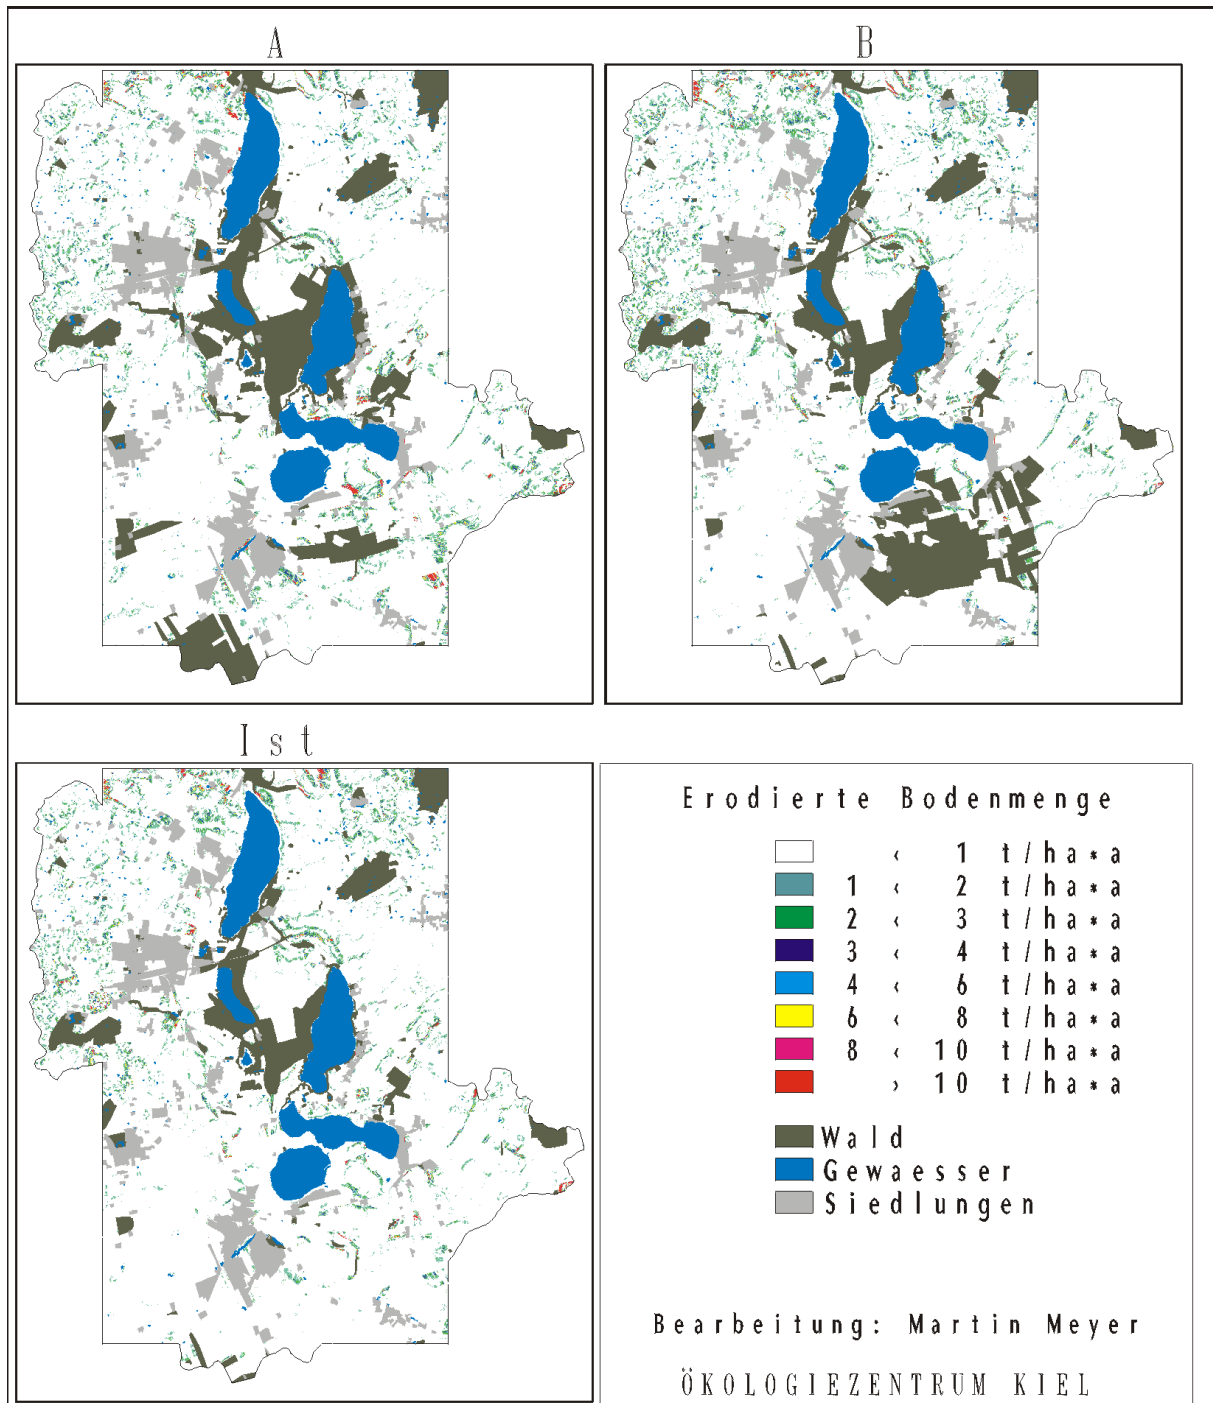 A
B
Ist
Erodierte Bodenmenge
< 1 t/ha*a
1 < 2 t/ha*a
2 < 3 t/ha*a
3 < 4 t/ha*a
4 < 6 t/ha*a
6 < 8 t/ha*a
8 < 10 t/ha*a
> 10 t/ha*a
Wald
Gewaesser
Siedlungen
Bearbeitung: Martin Meyer
ÖKOLOGIEZENTRUM KIEL